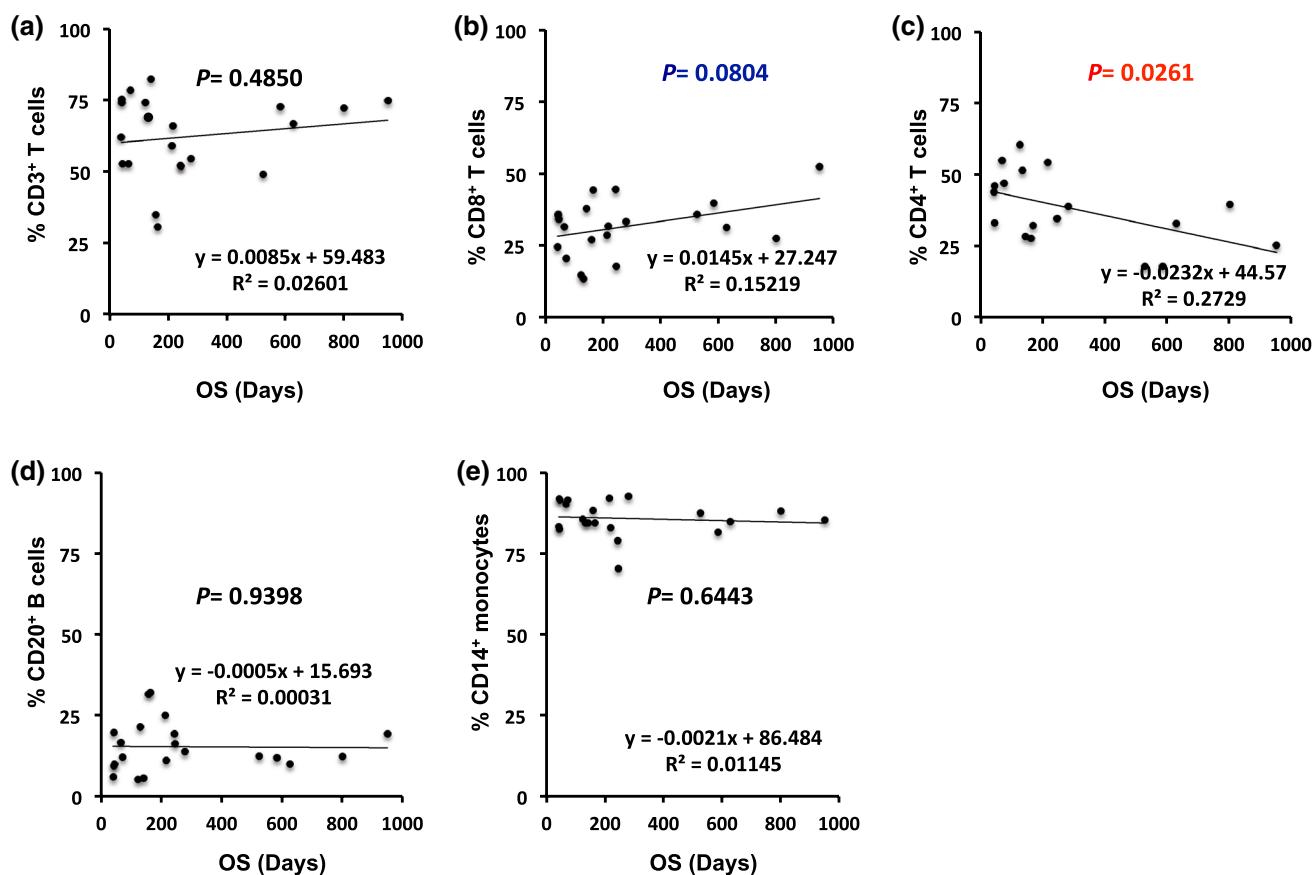 (a)
100
75
50
25
0
% CD3⁺ T cells
P= 0.4850
y = 0.0085x + 59.483
R² = 0.02601
0 200 400 600 800 1000
OS (Days)
(b)
100
75
50
25
0
% CD8⁺ T cells
P= 0.0804
y = 0.0145x + 27.247
R² = 0.15219
0 200 400 600 800 1000
OS (Days)
(c)
100
75
50
25
0
% CD4⁺ T cells
P= 0.0261
y = -0.0232x + 44.57
R² = 0.2729
0 200 400 600 800 1000
OS (Days)
(d)
100
75
50
25
0
% CD20⁺ B cells
P= 0.9398
y = -0.0005x + 15.693
R² = 0.00031
0 200 400 600 800 1000
OS (Days)
(e)
100
75
50
25
0
% CD14⁺ monocytes
P= 0.6443
y = -0.0021x + 86.484
R² = 0.01145
0 200 400 600 800 1000
OS (Days)